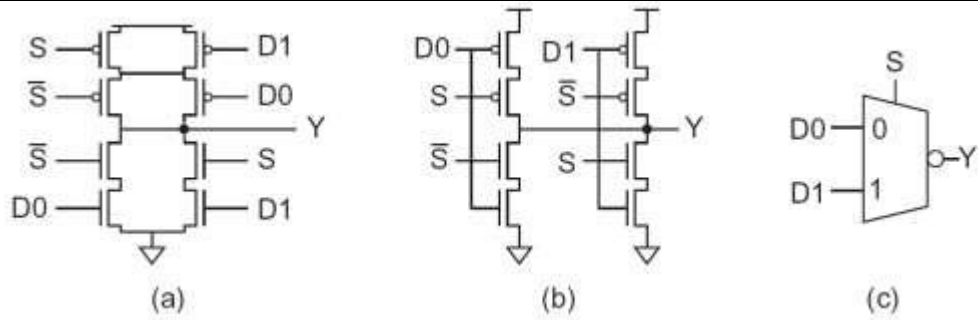 S D1
S̅ D0
Y
S̅ S
D0 D1
(a)
D0 D1
S S̅
Y
S̅ S
(b)
S
D0 0
Y
D1 1
(c)